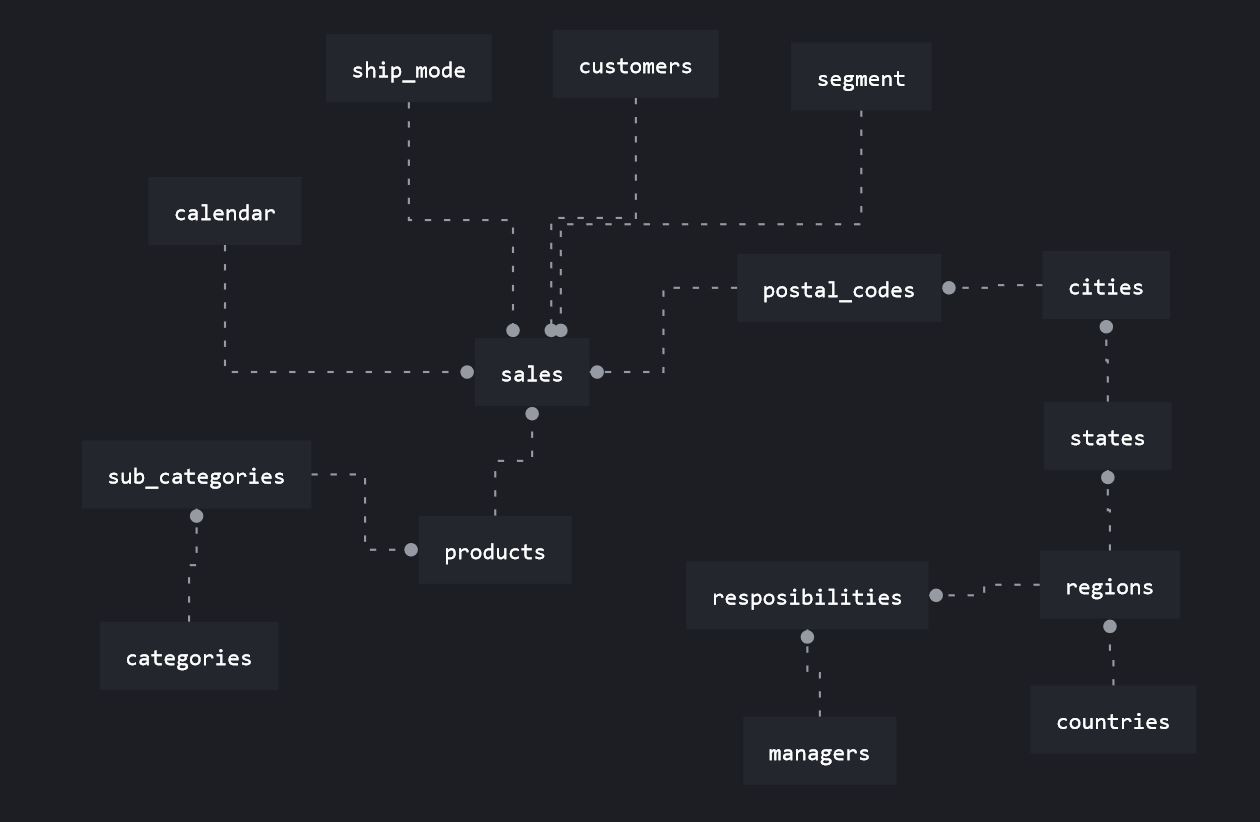 ship_mode
customers
segment
calendar
postal_codes
cities
sales
states
sub_categories
products
regions
resposibilities
categories
countries
managers